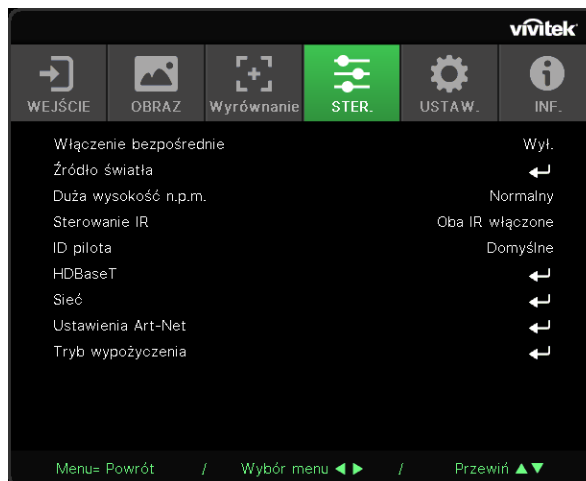 vivitek
WEJŚCIE OBRAZ Wyrównanie STER. USTAW. INF.
Włączenie bezpośrednie Wył.
Źródło światła
Duża wysokość n.p.m. Normalny
Sterowanie IR Oba IR włączone
ID pilota Domyślne
HDBaseT
Sieć
Ustawienia Art-Net
Tryb wypożyczenia
Menu= Powrót / Wybór menu ◀ ▶ / Przewiń ▲▼